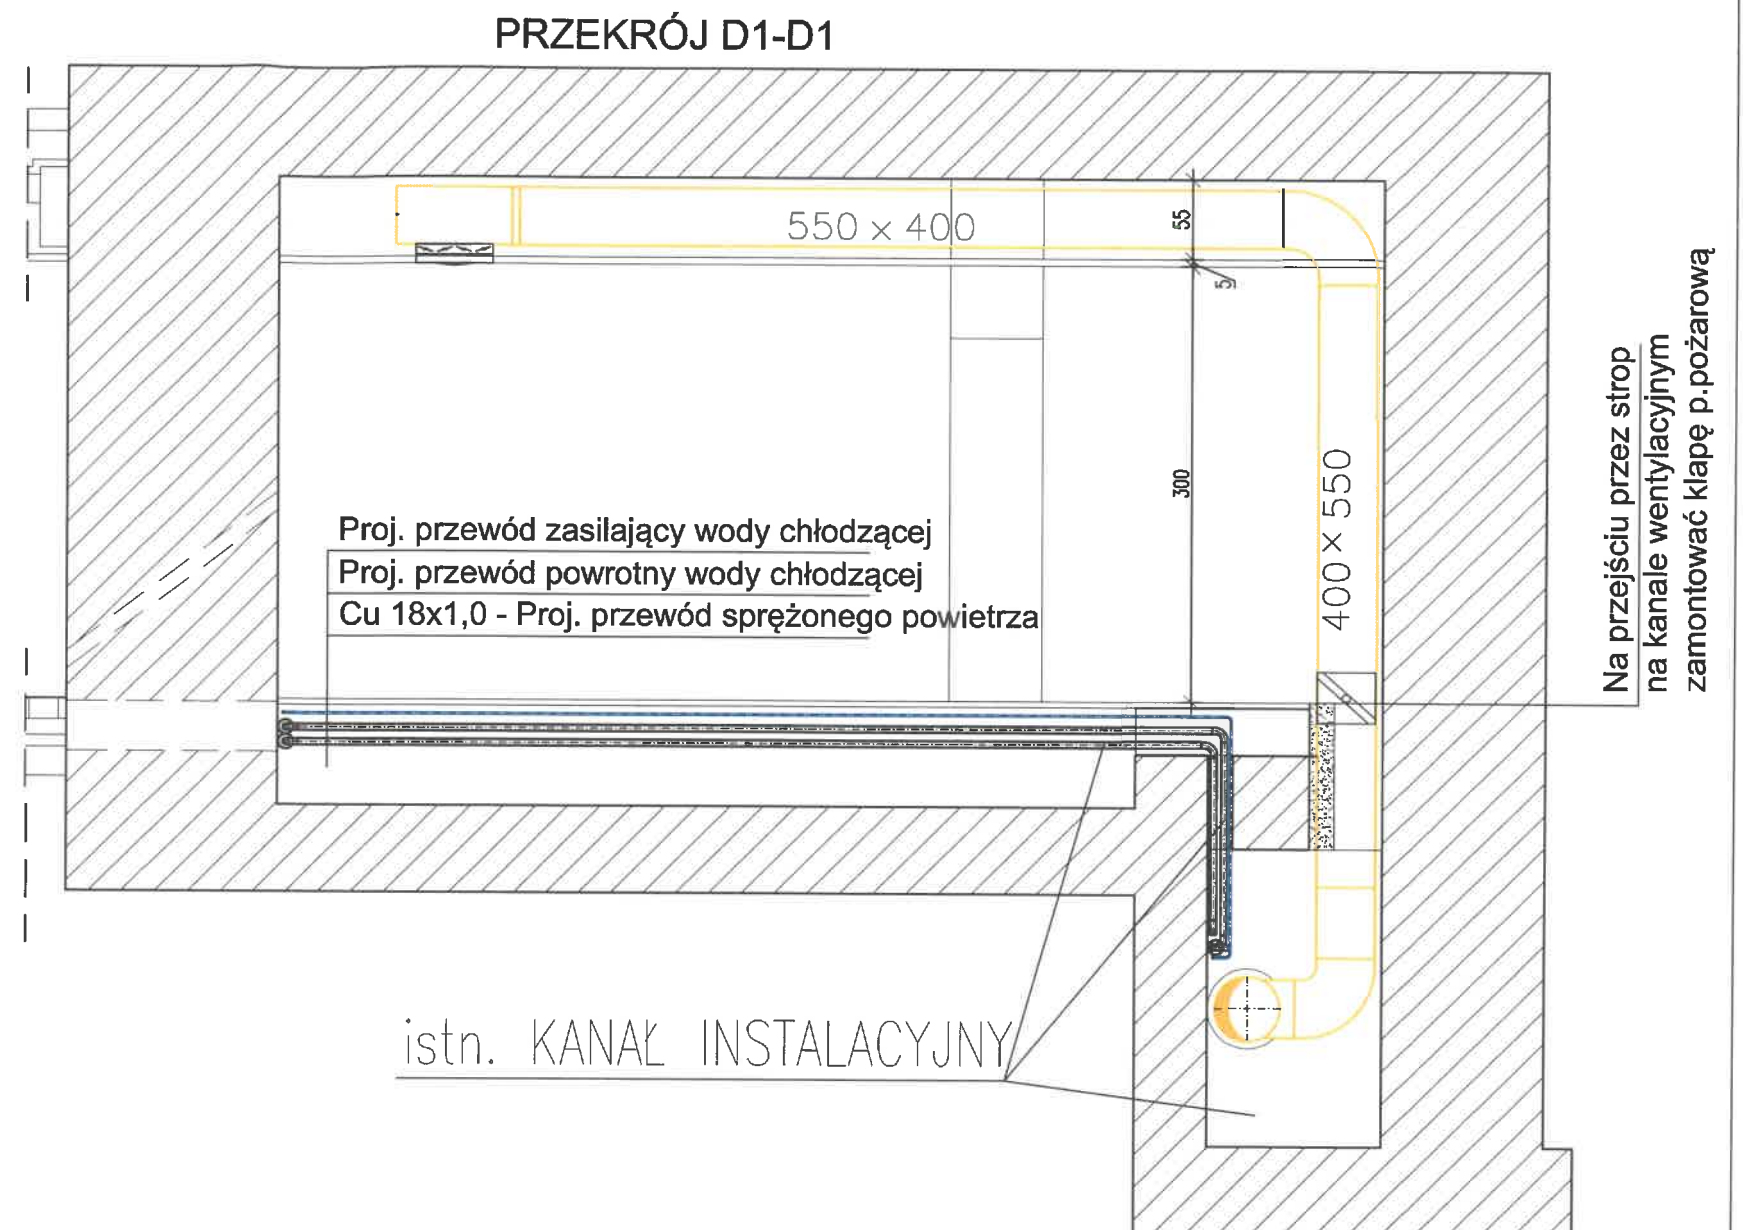 PRZEKRÓJ D1-D1
550 x 400
55
5
300
400 x 550
Proj. przewód zasilający wody chłodzącej
Proj. przewód powrotny wody chłodzącej
Cu 18x1,0 - Proj. przewód sprężonego powietrza
istn. KANAŁ INSTALACYJNY
Na przejściu przez strop
na kanale wentylacyjnym
zamontować klapę p.pożarową